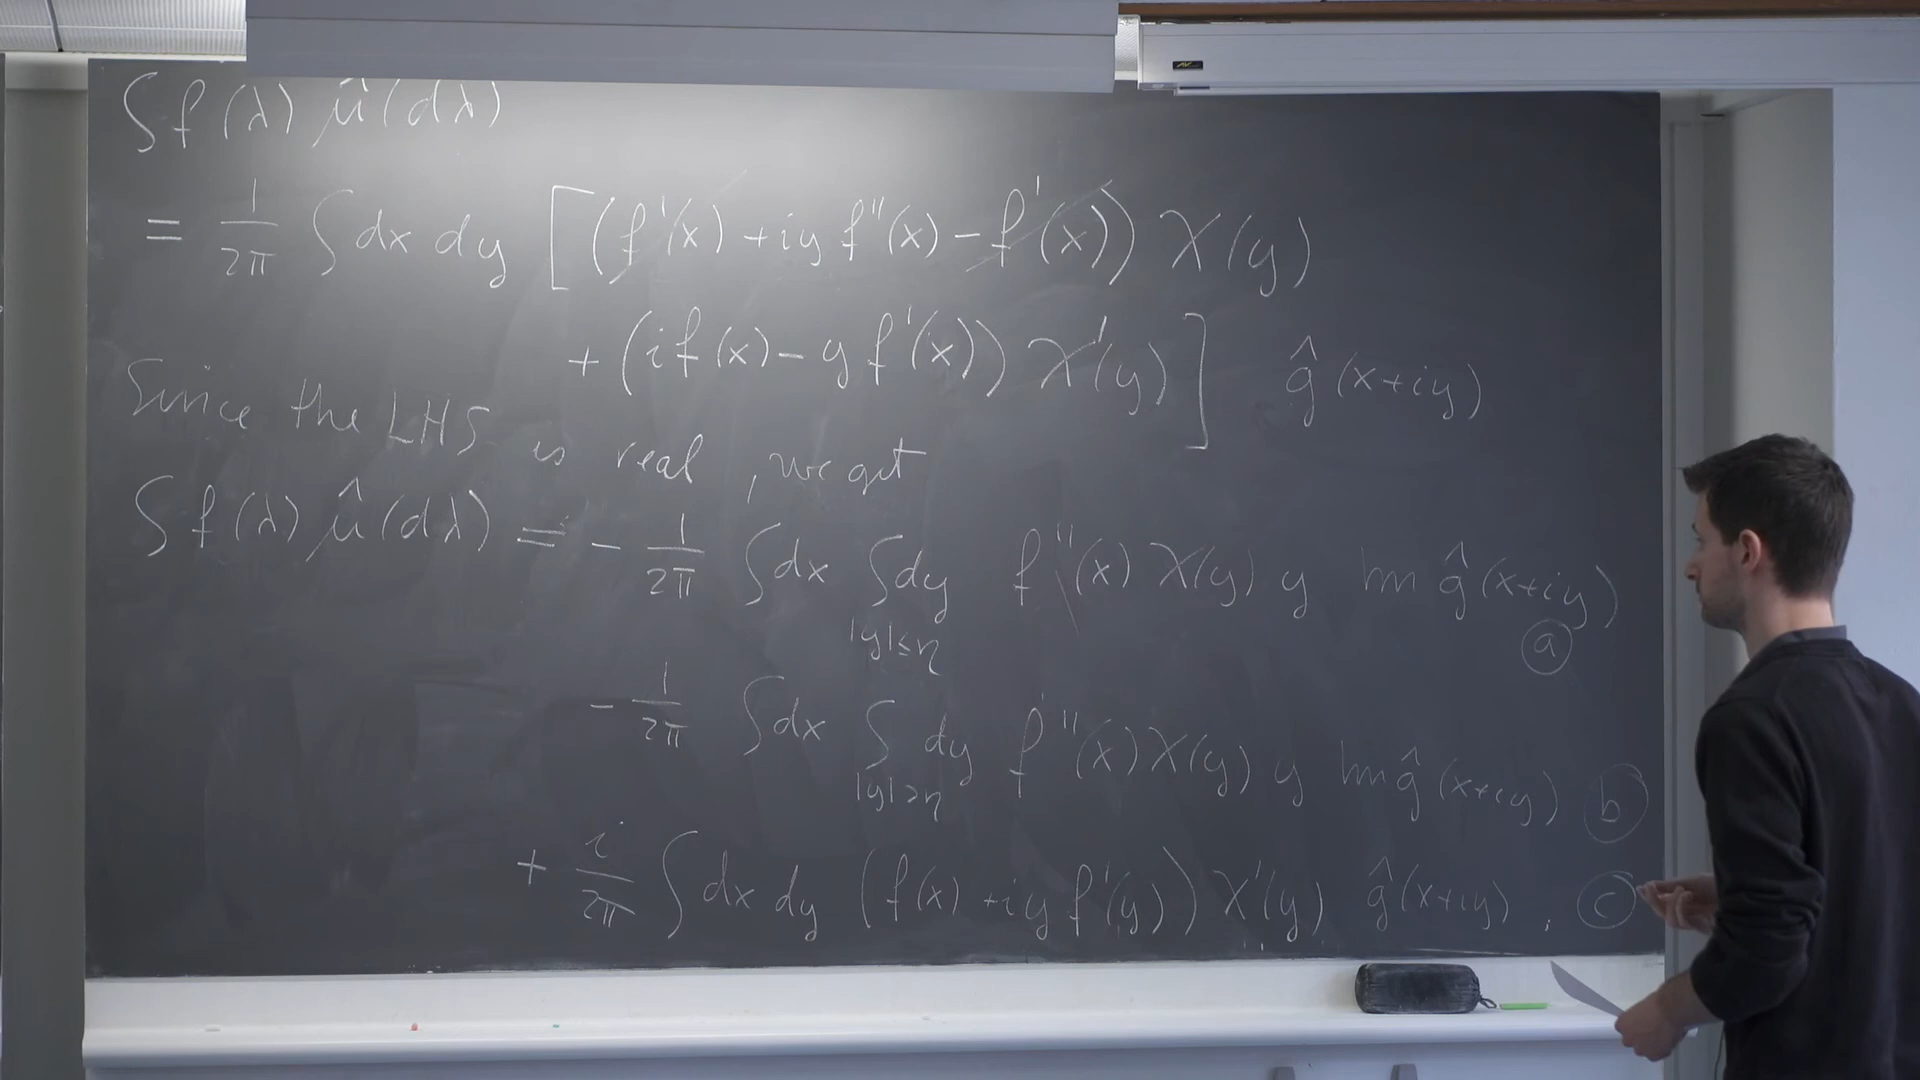 ∫ f(λ) μ̂(dλ)
= 1/2π ∫ dx dy [(f'(x) + iy f''(x) − f'(x)) χ(y)
+ (i f(x) − y f'(x)) χ'(y)] ĝ(x+iy)
Since the LHS is real, we get
∫ f(λ) μ̂(dλ) = − 1/2π ∫dx ∫dy f''(x) χ(y) y Im ĝ(x+iy)
|y|≤η (a)
− 1/2π ∫dx ∫ dy f''(x) χ(y) y Im ĝ(x+iy) (b)
|y|>η
+ i/2π ∫ dx dy (f(x) + iy f'(y)) χ'(y) ĝ(x+iy). (c)